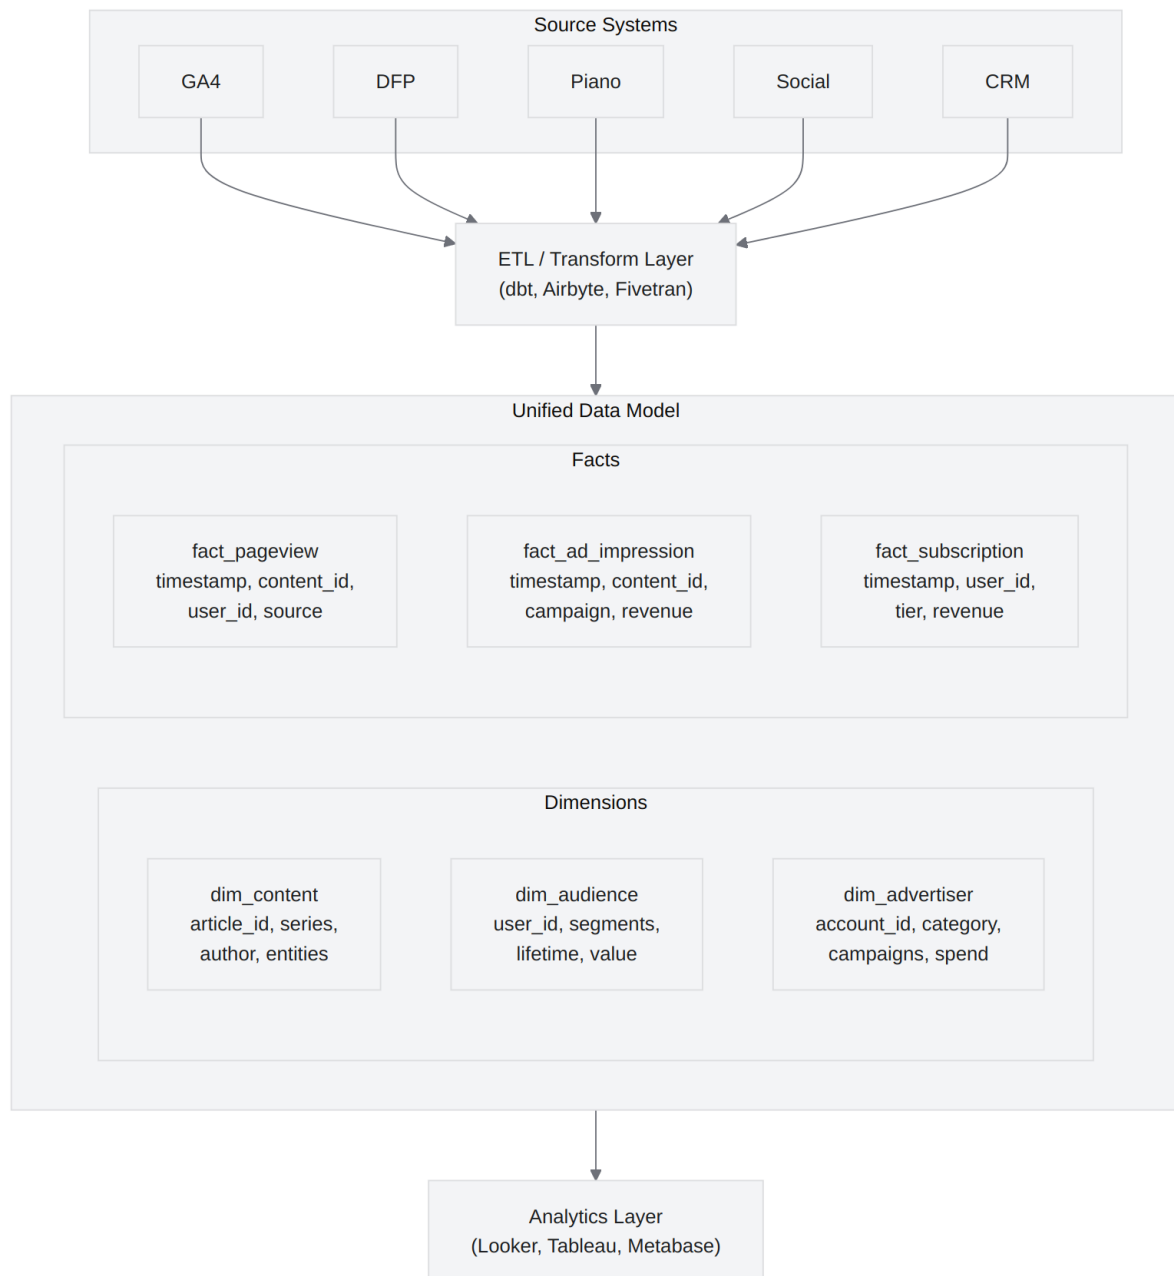 Source Systems
GA4
DFP
Piano
Social
CRM
ETL / Transform Layer
(dbt, Airbyte, Fivetran)
Unified Data Model
Facts
fact_pageview
timestamp, content_id,
user_id, source
fact_ad_impression
timestamp, content_id,
campaign, revenue
fact_subscription
timestamp, user_id,
tier, revenue
Dimensions
dim_content
article_id, series,
author, entities
dim_audience
user_id, segments,
lifetime, value
dim_advertiser
account_id, category,
campaigns, spend
Analytics Layer
(Looker, Tableau, Metabase)